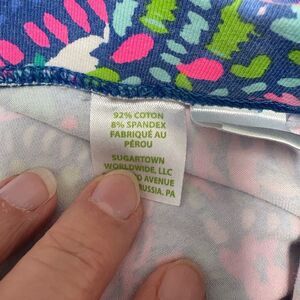 92% COTON
8% SPANDEX
FABRIQUÉ AU
PÉROU
SUGARTOWN
WORLDWIDE, LLC
AVENUE
RUSSIA, PA